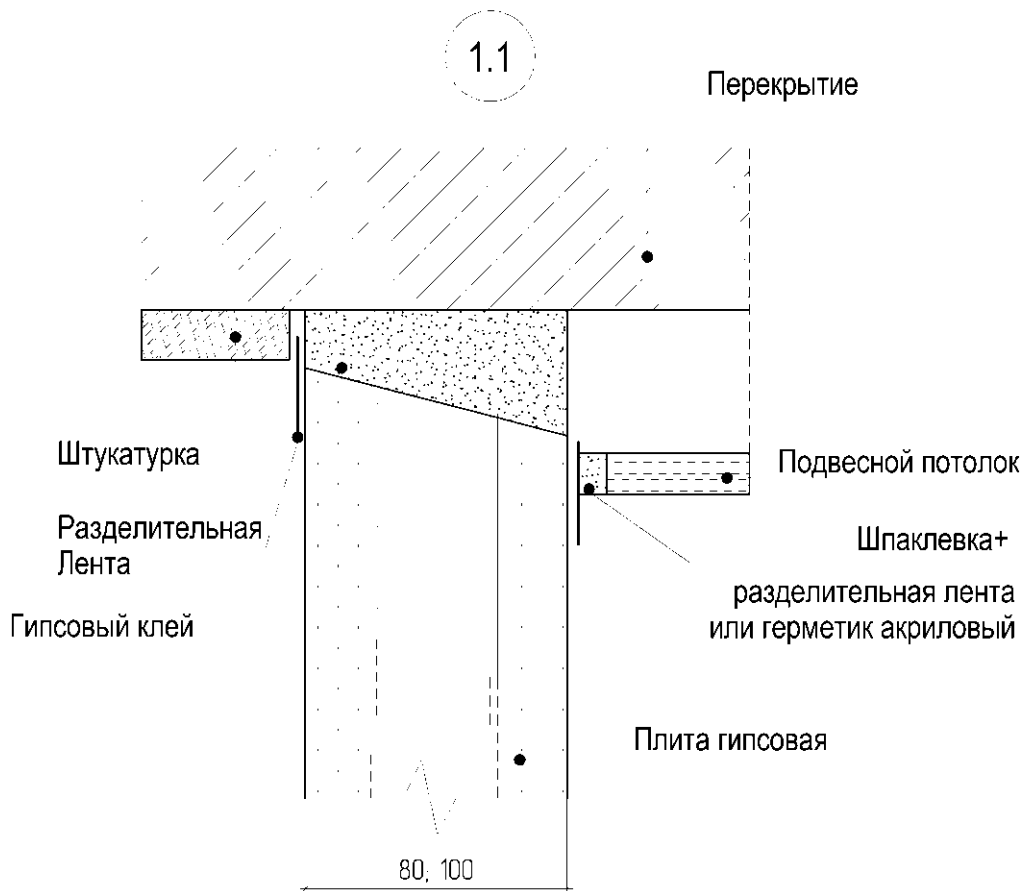 1.1
Перекрытие
Штукатурка
Разделительная
Лента
Гипсовый клей
Подвесной потолок
Шпаклевка+
разделительная лента
или герметик акриловый
Плита гипсовая
80; 100